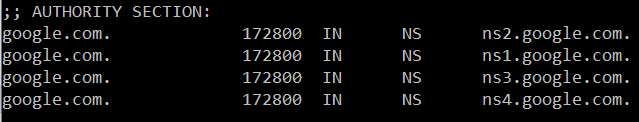 ;; AUTHORITY SECTION:
google.com. 172800 IN NS ns2.google.com.
google.com. 172800 IN NS ns1.google.com.
google.com. 172800 IN NS ns3.google.com.
google.com. 172800 IN NS ns4.google.com.